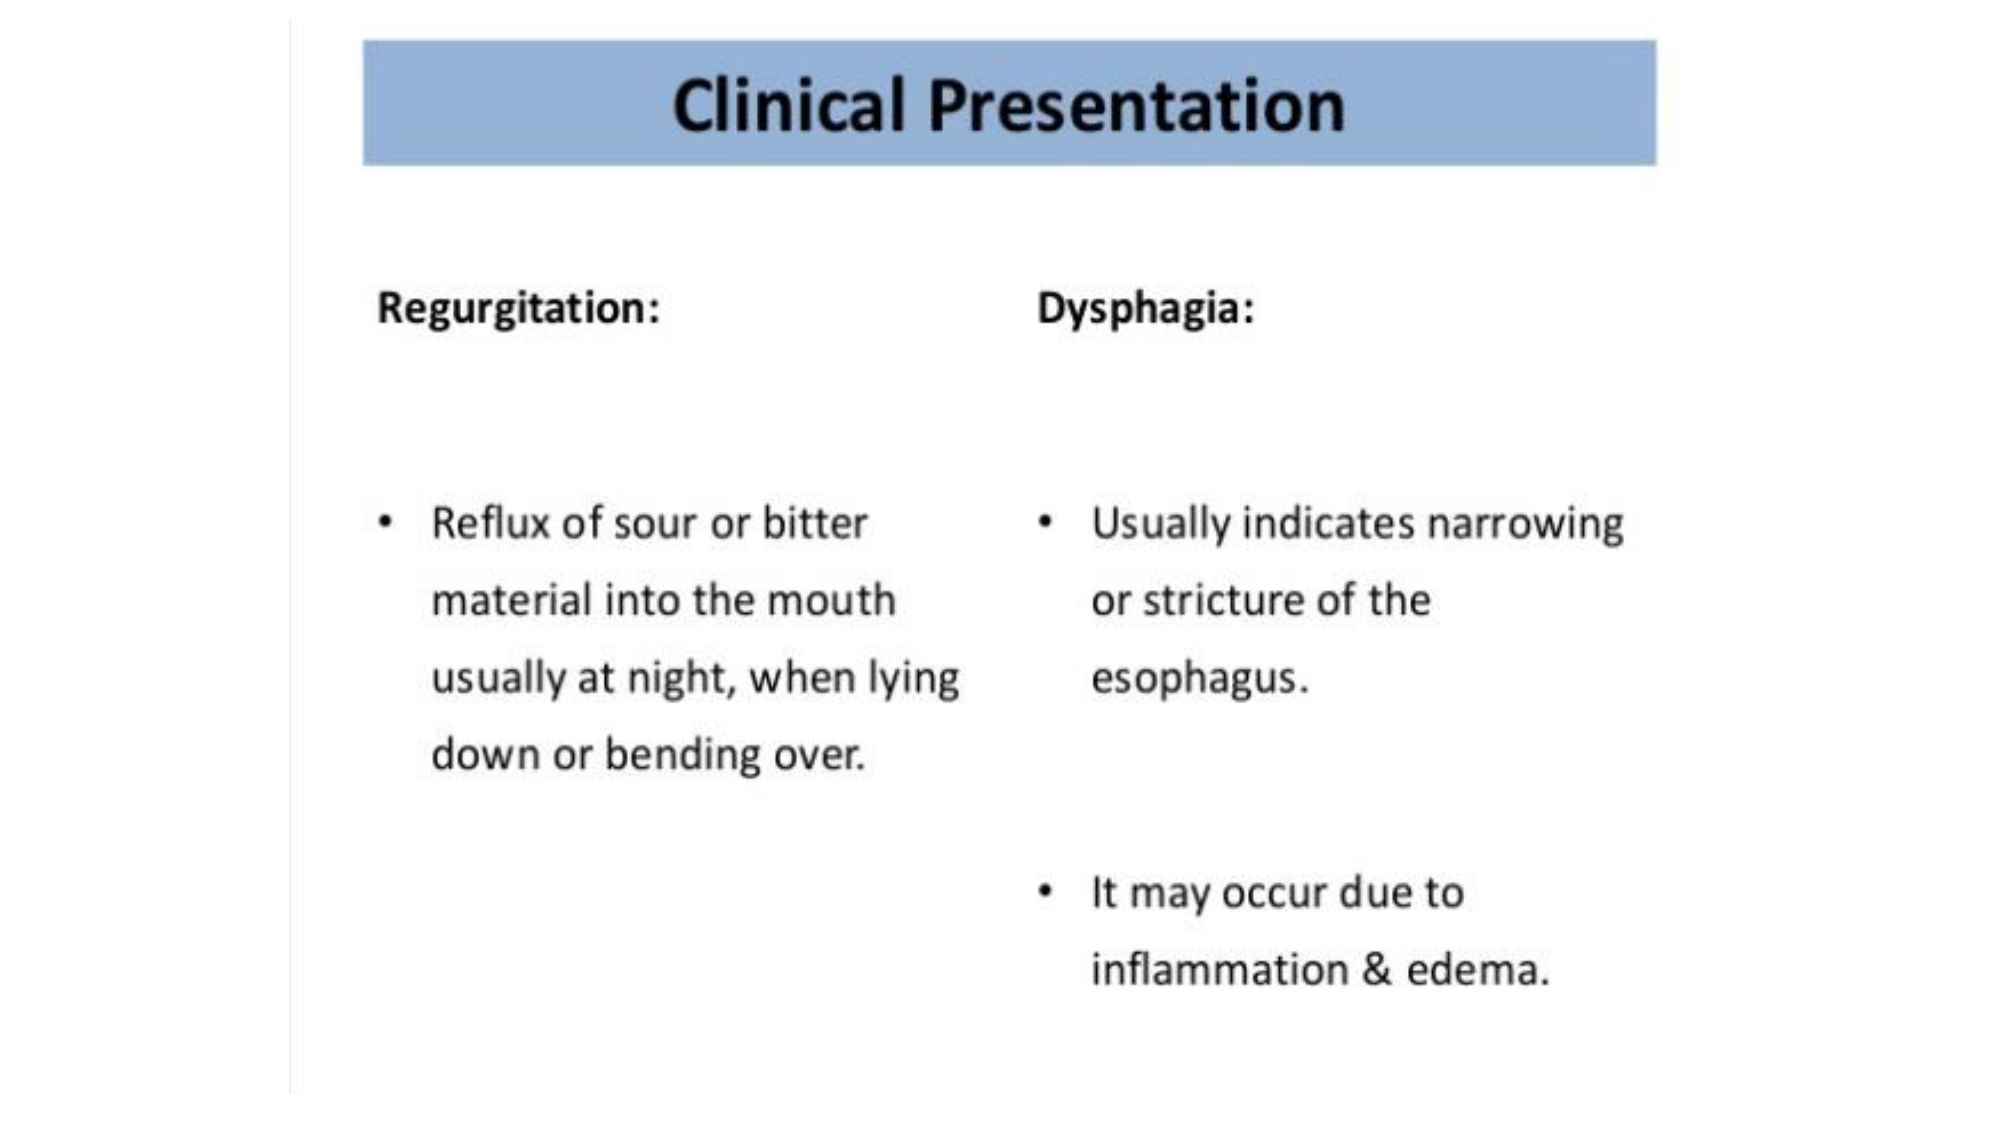 Clinical Presentation
Regurgitation:
• Reflux of sour or bitter
material into the mouth
usually at night, when lying
down or bending over.
Dysphagia:
• Usually indicates narrowing
or stricture of the
esophagus.
• It may occur due to
inflammation & edema.